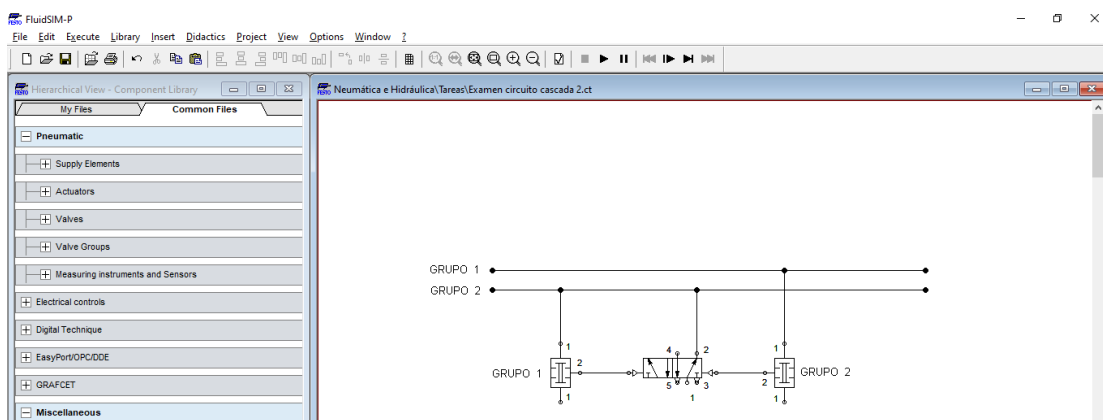 FluidSIM-P
File Edit Execute Library Insert Didactics Project View Options Window ?
Hierarchical View - Component Library
My Files Common Files
Pneumatic
Supply Elements
Actuators
Valves
Valve Groups
Measuring instruments and Sensors
Electrical controls
Digital Technique
EasyPort/OPC/DDE
GRAFCET
Miscellaneous
Neumática e Hidráulica\Tareas\Examen circuito cascada 2.ct
GRUPO 1
GRUPO 2
1 4 2 1
GRUPO 1 2 2 GRUPO 2
5 3
1 1 1